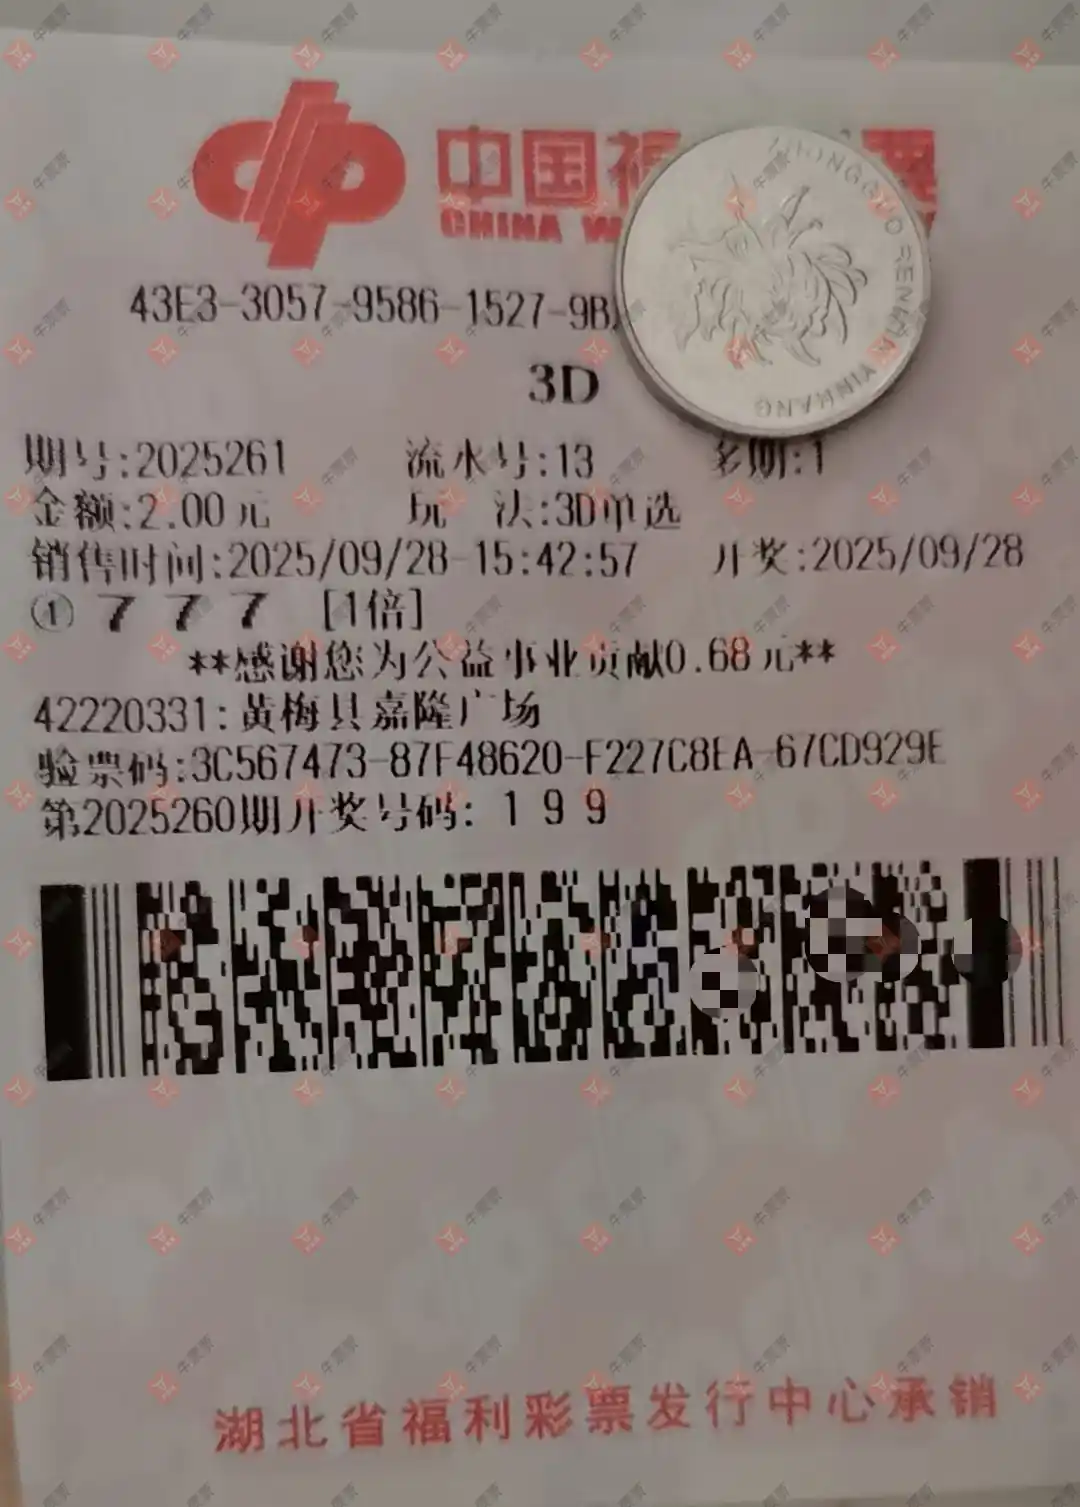 中国福 票
CHINA W
43E3-3057-9586-1527-9B
ZHONGGUO RENMIN YINHANG
3D
期号:2025261 流水号:13 多期:1
金额:2.00元 玩 法:3D单选
销售时间:2025/09/28-15:42:57 开奖:2025/09/28
① 7 7 7 [1倍]
**感谢您为公益事业贡献0.68元**
42220331:黄梅县嘉隆广场
验票码:3C567473-87F48620-F227C8EA-67CD929E
第2025260期开奖号码: 1 9 9
湖北省福利彩票发行中心承销